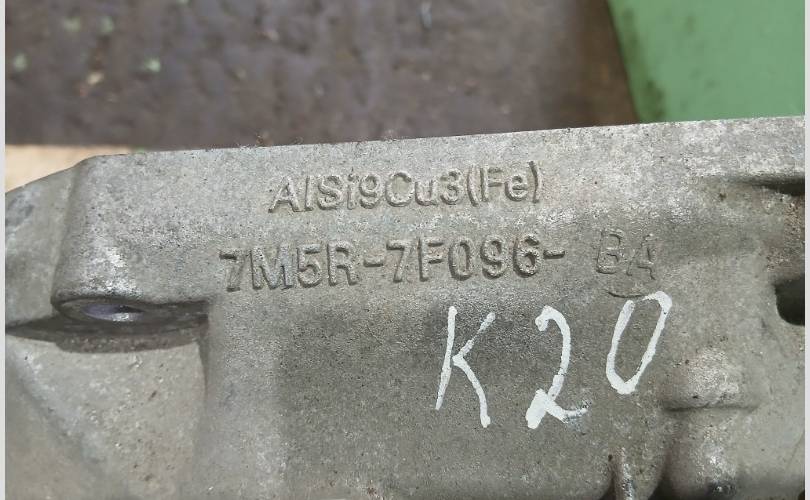 AlSi9Cu3(Fe)
7M5R-7F096- BA
K20